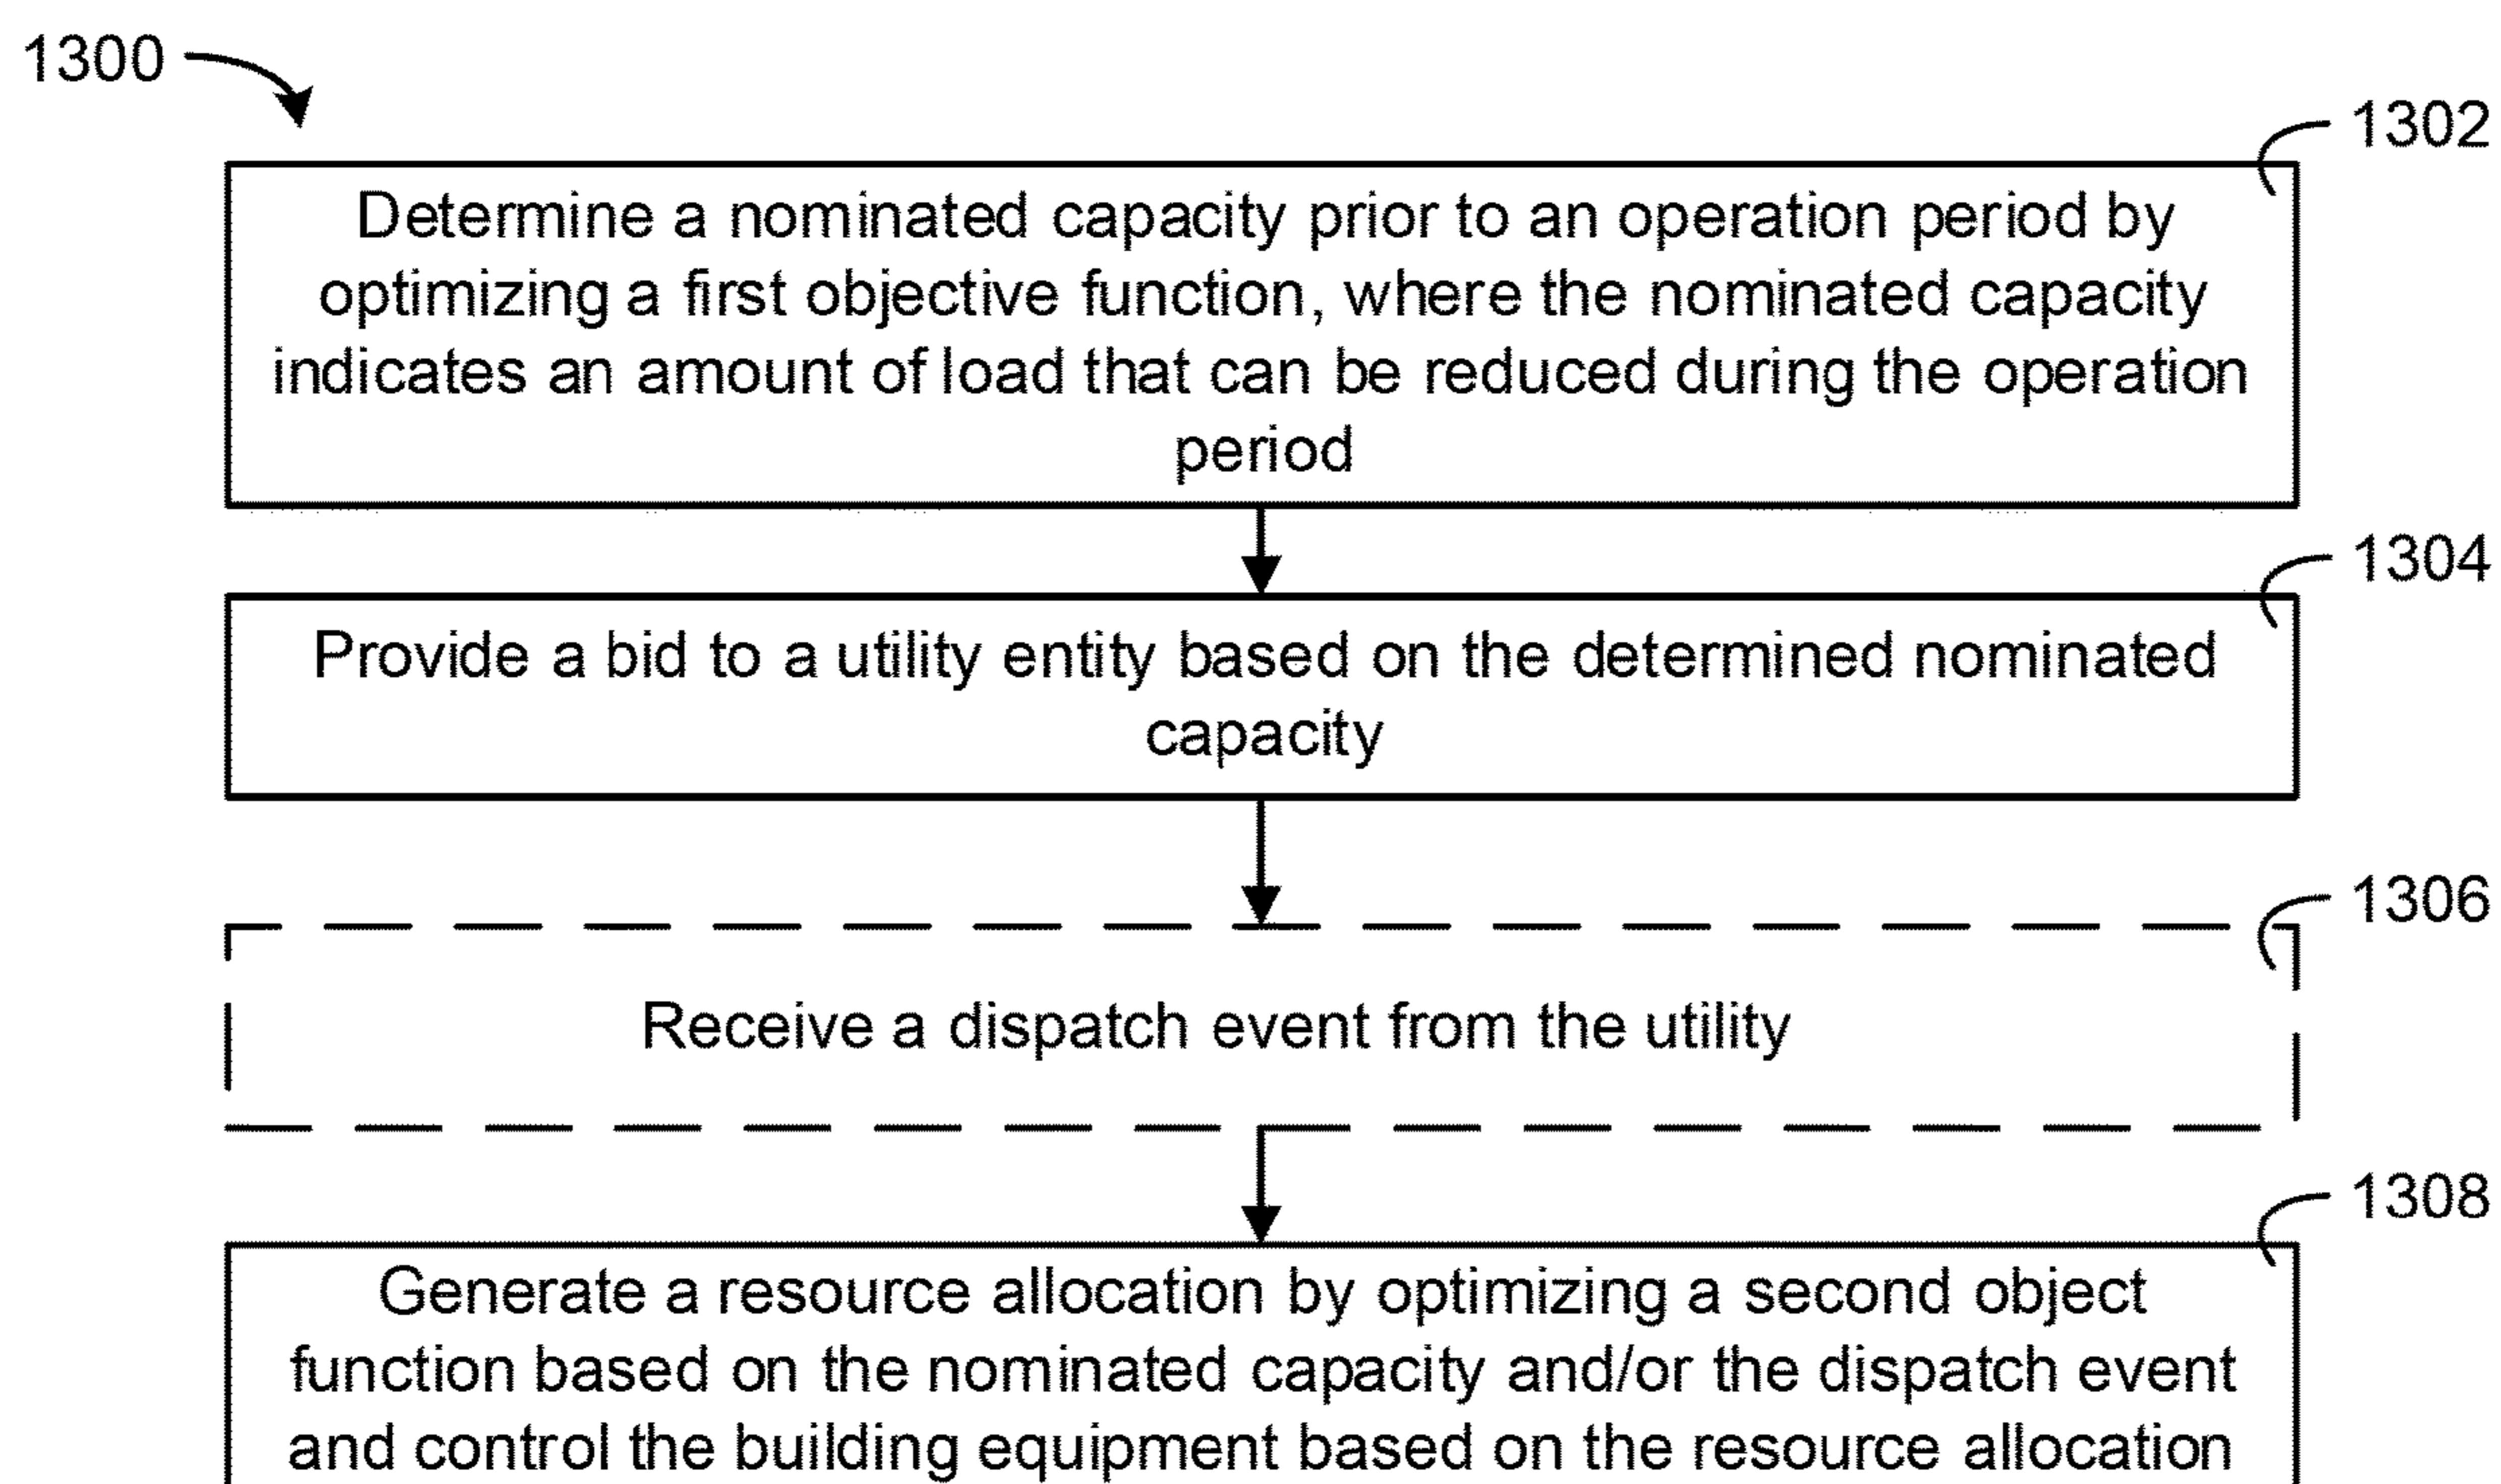 1300
1302
Determine a nominated capacity prior to an operation period by
optimizing a first objective function, where the nominated capacity
indicates an amount of load that can be reduced during the operation
period
1304
Provide a bid to a utility entity based on the determined nominated
capacity
1306
Receive a dispatch event from the utility
1308
Generate a resource allocation by optimizing a second object
function based on the nominated capacity and/or the dispatch event
and control the building equipment based on the resource allocation